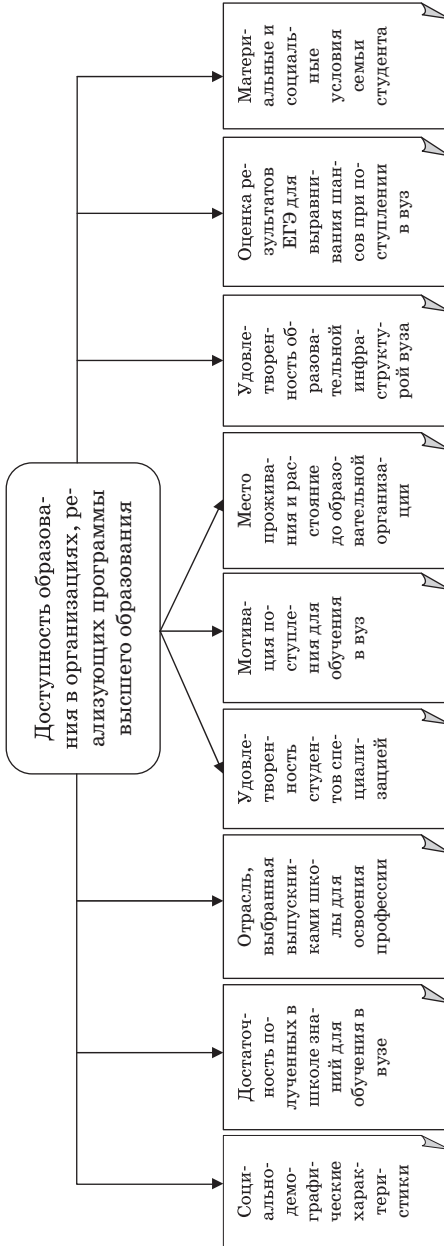 Доступность образова-
ния в организациях, ре-
ализующих программы
высшего образования
Соци-
ально-
демо-
графи-
ческие
харак-
тери-
стики
Достаточ-
ность по-
лученных в
школе зна-
ний для
обучения в
вузе
Отрасль,
выбранная
выпускни-
ками шко-
лы для
освоения
профессии
Удовле-
творен-
ность
студен-
тов спе-
циали-
зацией
Мотива-
ция по-
ступле-
ния для
обучения
в вуз
Место
прожива-
ния и рас-
стояние
до образо-
вательной
организа-
ции
Удовле-
творен-
ность об-
разова-
тельной
инфра-
структу-
рой вуза
Оценка ре-
зультатов
ЕГЭ для
выравни-
вания шан-
сов при по-
ступлении
в вуз
Матери-
альные и
социаль-
ные
условия
семьи
студента